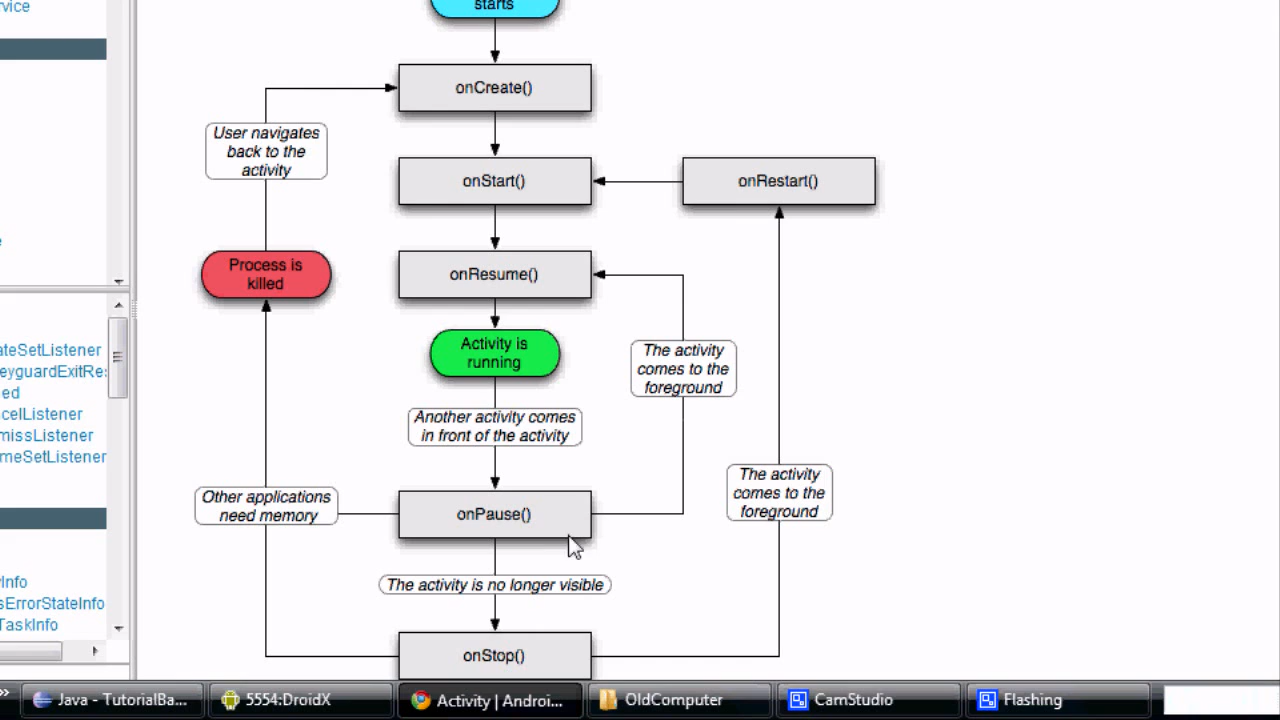 rvice
starts
onCreate()
User navigates
back to the
activity
onStart()
onRestart()
Process is
killed
onResume()
Activity is
running
The activity
comes to the
foreground
ateSetListener
eyguardExitRe
ed
celListener
missListener
meSetListener
Another activity comes
in front of the activity
The activity
comes to the
foreground
Other applications
need memory
onPause()
The activity is no longer visible
Info
sErrorStateInfo
TaskInfo
onStop()
» Java - TutorialBa... 5554:DroidX Activity | Androi... OldComputer CamStudio Flashing